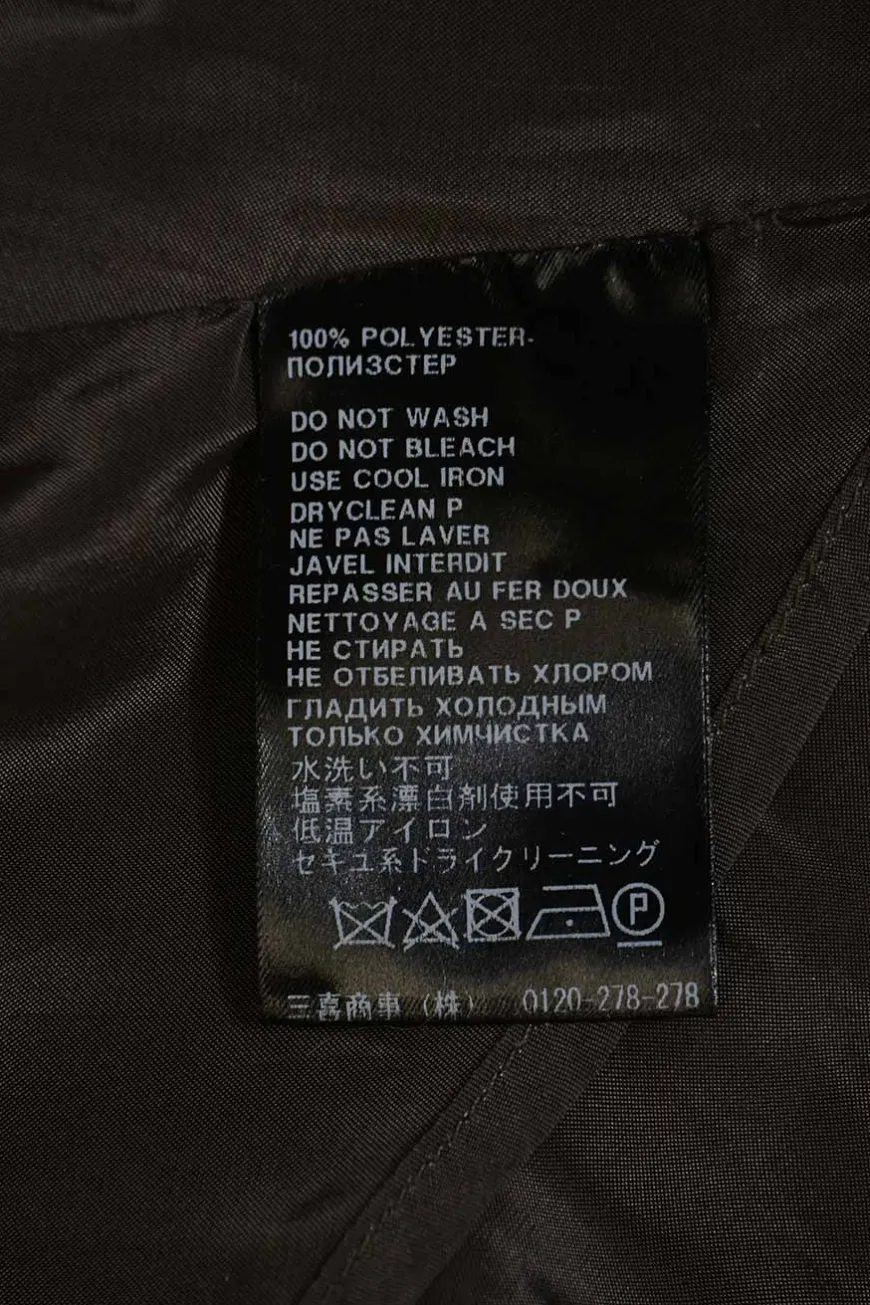 100% POLYESTER-
ПОЛИЗСТЕР
DO NOT WASH
DO NOT BLEACH
USE COOL IRON
DRYCLEAN P
NE PAS LAVER
JAVEL INTERDIT
REPASSER AU FER DOUX
NETTOYAGE A SEC P
НЕ СТИРАТЬ
НЕ ОТБЕЛИВАТЬ ХЛОРОМ
ГЛАДИТЬ ХОЛОДНЫМ
ТОЛЬКО ХИМЧИСТКА
水洗い不可
塩素系漂白剤使用不可
低温アイロン
セキユ系ドライクリーニング
P
三喜商事（株） 0120-278-278